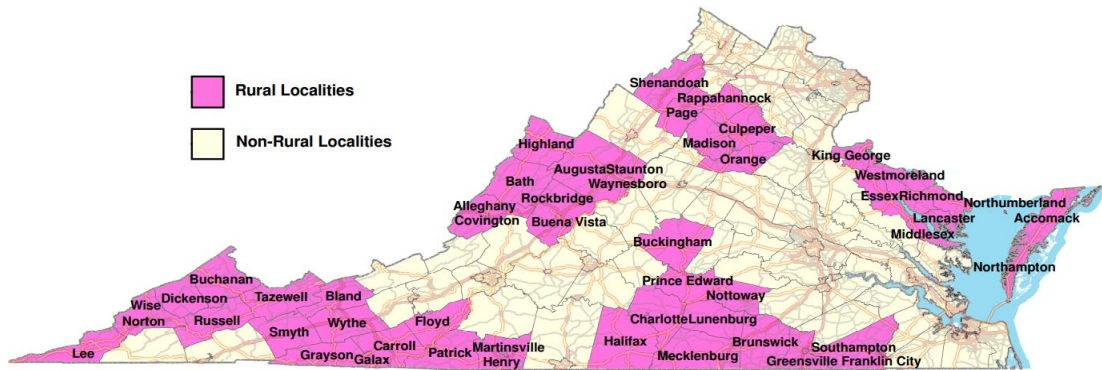 Rural Localities
Non-Rural Localities
Shenandoah
Rappahannock
Page
Culpeper
Madison
Orange
Highland
King George
AugustaStaunton
Westmoreland
Bath
Waynesboro
EssexRichmond
Rockbridge
Northumberland
Alleghany
Lancaster
Accomack
Covington
Buena Vista
Middlesex
Buckingham
Northampton
Buchanan
Prince Edward
Dickenson
Tazewell
Bland
Nottoway
Wise
Norton
Russell
Wythe
Floyd
CharlotteLunenburg
Smyth
Halifax
Brunswick
Carroll
Martinsville
Southampton
Lee
Grayson
Patrick
Mecklenburg
Galax
Henry
Greensville
Franklin City